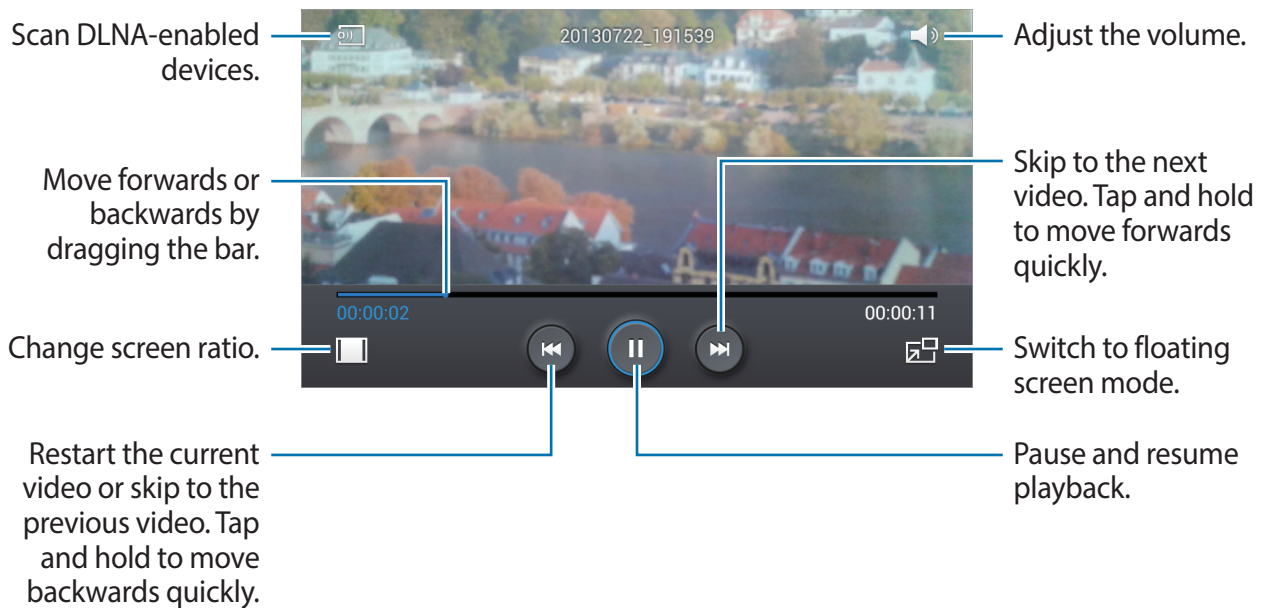 Scan DLNA-enabled
devices.
20130722_191539
Adjust the volume.
Move forwards or
backwards by
dragging the bar.
Skip to the next
video. Tap and hold
to move forwards
quickly.
00:00:02
00:00:11
Change screen ratio.
Switch to floating
screen mode.
Restart the current
video or skip to the
previous video. Tap
and hold to move
backwards quickly.
Pause and resume
playback.